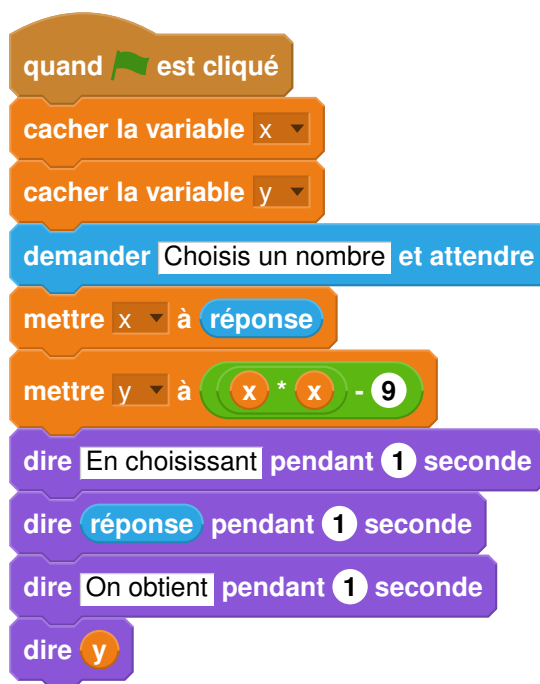 quand est cliqué
cacher la variable x
cacher la variable y
demander Choisis un nombre et attendre
mettre x à réponse
mettre y à x * x - 9
dire En choisissant pendant 1 seconde
dire réponse pendant 1 seconde
dire On obtient pendant 1 seconde
dire y